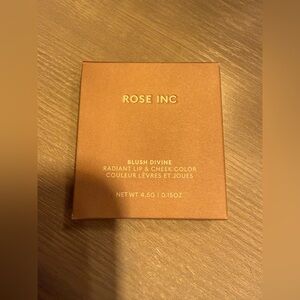 ROSE INC
BLUSH DIVINE
RADIANT LIP & CHEEK COLOR
COULEUR LÈVRES ET JOUES
NET WT 4.5G | 0.15OZ